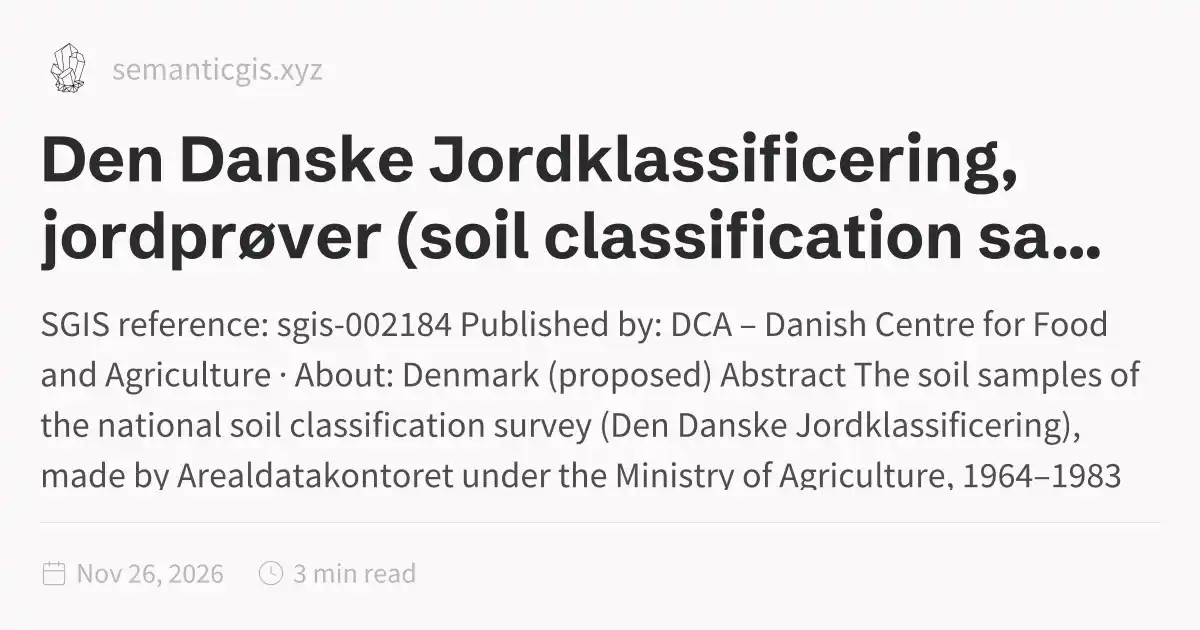 semanticgis.xyz
Den Danske Jordklassificering,
jordprøver (soil classification sa...
SGIS reference: sgis-002184 Published by: DCA – Danish Centre for Food
and Agriculture · About: Denmark (proposed) Abstract The soil samples of
the national soil classification survey (Den Danske Jordklassificering),
made by Arealdatakontoret under the Ministry of Agriculture, 1964–1983
Nov 26, 2026 3 min read